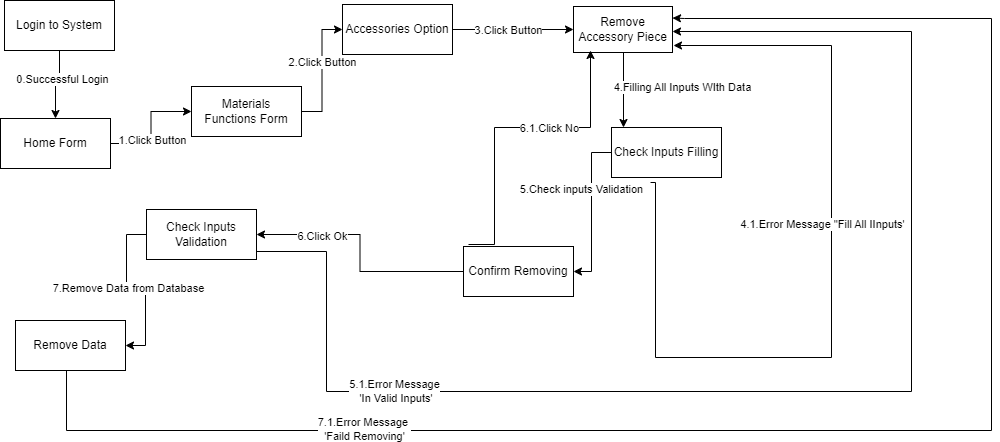 Login to System
Accessories Option
3.Click Button
Remove
Accessory Piece
2.Click Button
0.Successful Login
4.Filling All Inputs WIth Data
Materials
Functions Form
Home Form
1.Click Button
6.1.Click No
Check Inputs Filling
5.Check inputs Validation
4.1.Error Message "Fill All IInputs'
Check Inputs
Validation
6.Click Ok
Confirm Removing
7.Remove Data from Database
Remove Data
5.1.Error Message
'In Valid Inputs'
7.1.Error Message
'Faild Removing'